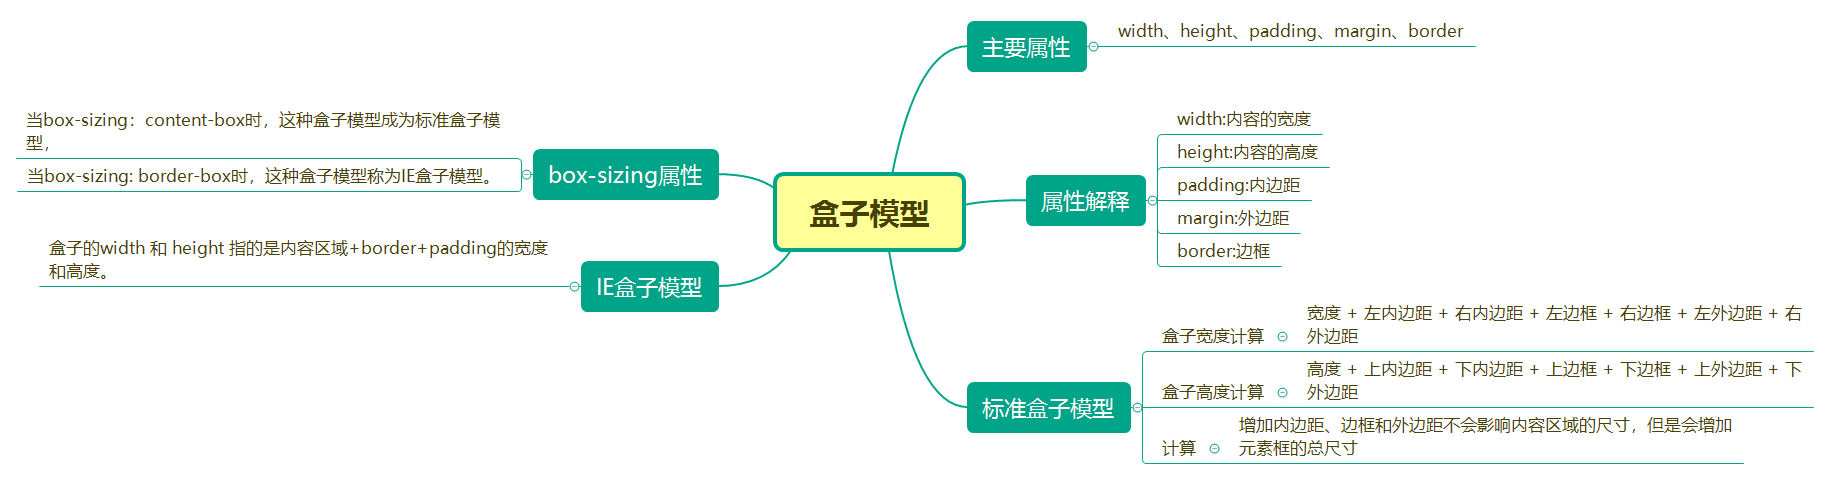 盒子模型
主要属性
width、height、padding、margin、border
属性解释
width:内容的宽度
height:内容的高度
padding:内边距
margin:外边距
border:边框
标准盒子模型
盒子宽度计算
宽度 + 左内边距 + 右内边距 + 左边框 + 右边框 + 左外边距 + 右
外边距
盒子高度计算
高度 + 上内边距 + 下内边距 + 上边框 + 下边框 + 上外边距 + 下
外边距
计算
增加内边距、边框和外边距不会影响内容区域的尺寸，但是会增加
元素框的总尺寸
box-sizing属性
当box-sizing：content-box时，这种盒子模型成为标准盒子模
型，
当box-sizing: border-box时，这种盒子模型称为IE盒子模型。
IE盒子模型
盒子的width 和 height 指的是内容区域+border+padding的宽度
和高度。